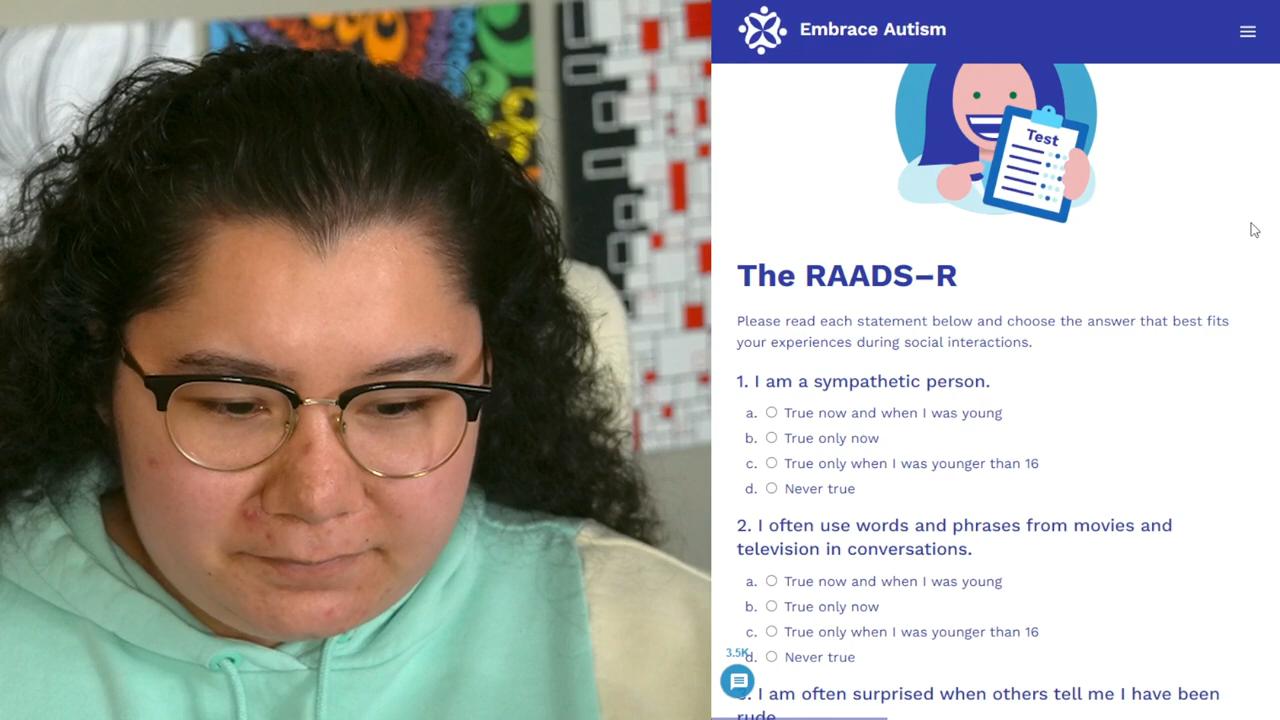 Embrace Autism
Test
The RAADS–R
Please read each statement below and choose the answer that best fits
your experiences during social interactions.
1. I am a sympathetic person.
a. True now and when I was young
b. True only now
c. True only when I was younger than 16
d. Never true
2. I often use words and phrases from movies and
television in conversations.
a. True now and when I was young
b. True only now
c. True only when I was younger than 16
3.5K
d. Never true
3. I am often surprised when others tell me I have been
rude.